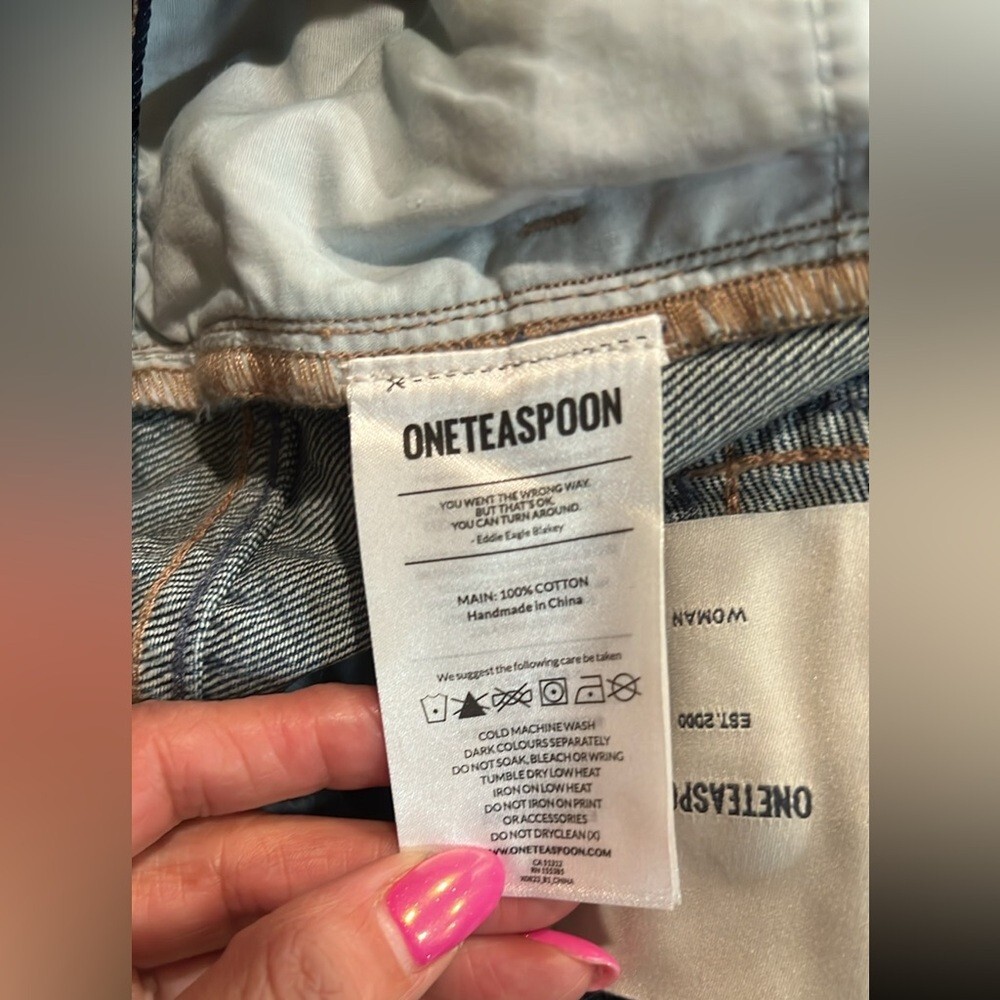 ONETEASPOON
YOU WENT THE WRONG WAY.
BUT THAT'S OK,
YOU CAN TURN AROUND.
- Eddie Eagle Blakey
MAIN: 100% COTTON
Handmade in China
We suggest the following care be taken
COLD MACHINE WASH
DARK COLOURS SEPARATELY
DO NOT SOAK, BLEACH OR WRING
TUMBLE DRY LOW HEAT
IRON ON LOW HEAT
DO NOT IRON ON PRINT
OR ACCESSORIES
DO NOT DRYCLEAN (X)
WWW.ONETEASPOON.COM
ONETEASPO
EST. 2000
WOMAN